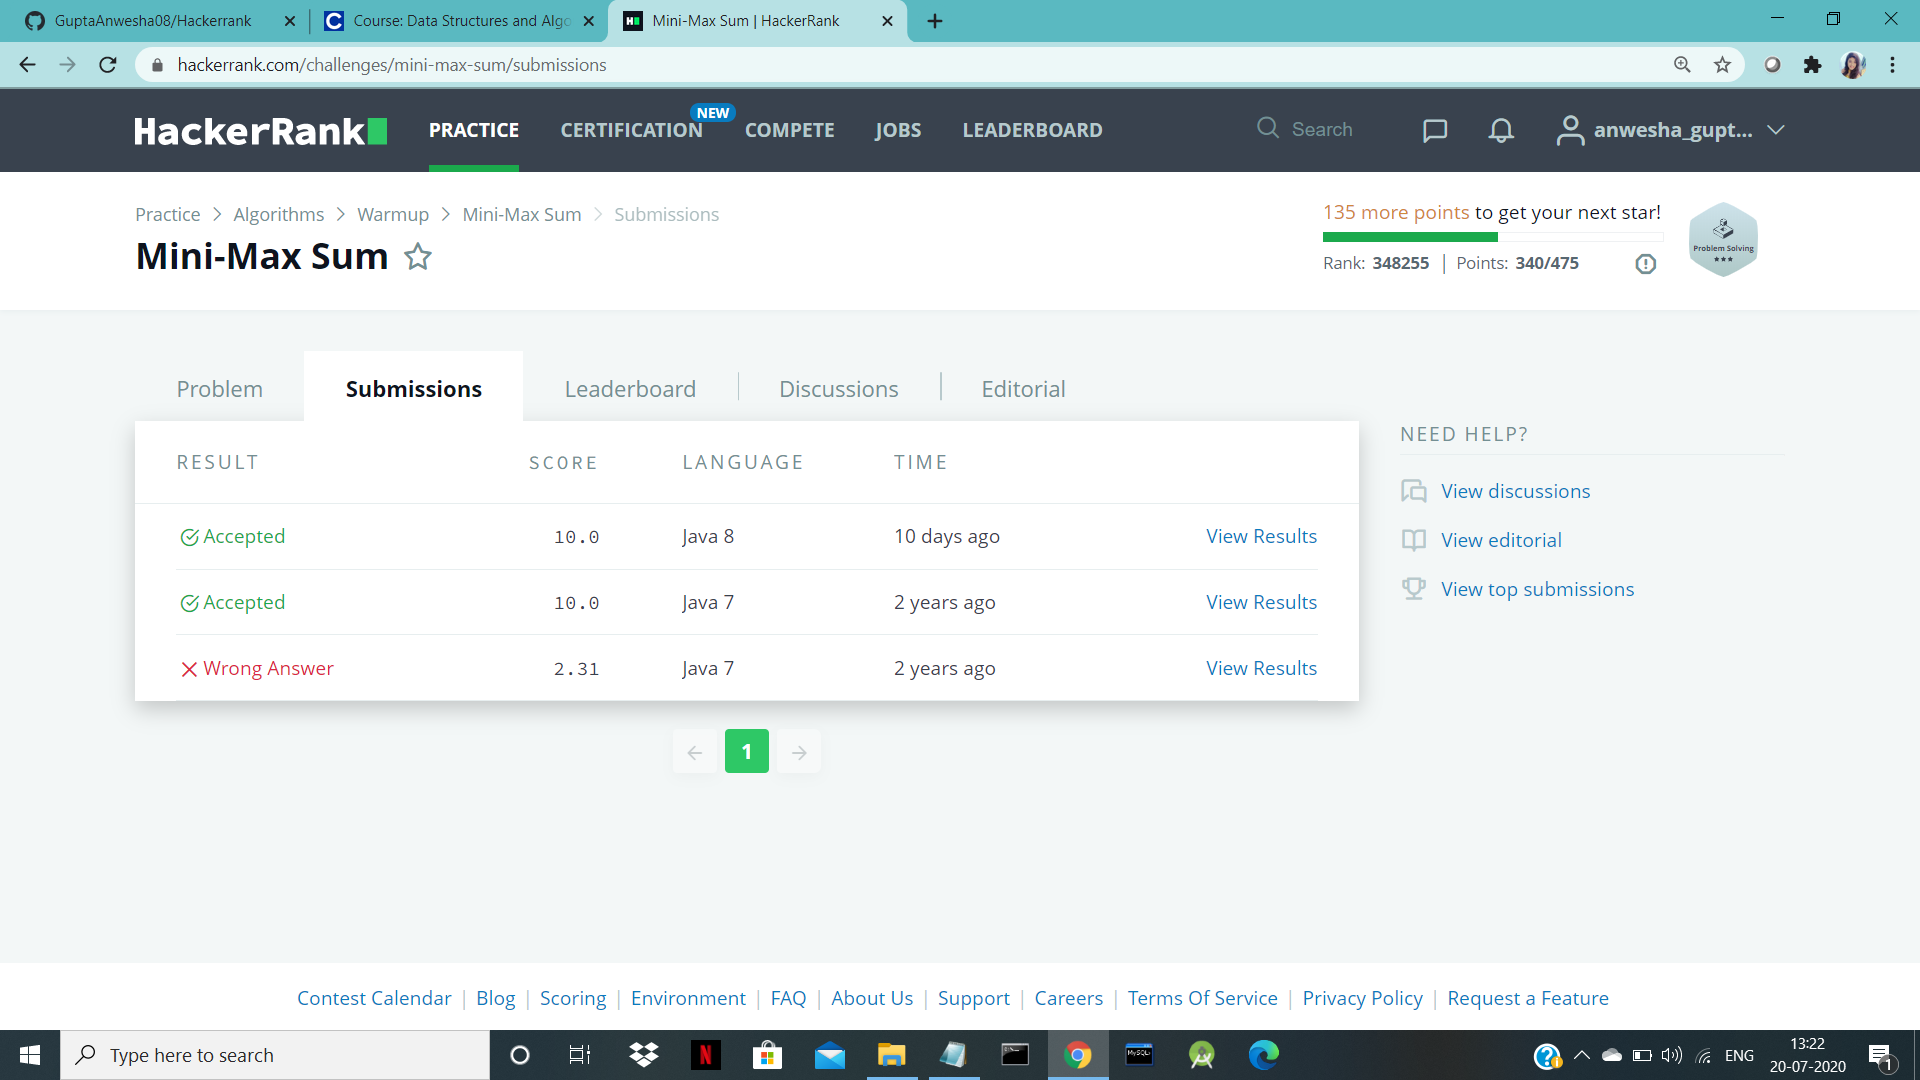 GuptaAnwesha08/Hackerrank
Course: Data Structures and Algo
Mini-Max Sum | HackerRank
hackerrank.com/challenges/mini-max-sum/submissions
HackerRank
PRACTICE
CERTIFICATION
NEW
COMPETE
JOBS
LEADERBOARD
Search
anwesha_gupt...
Practice > Algorithms > Warmup > Mini-Max Sum > Submissions
Mini-Max Sum
135 more points to get your next star!
Rank: 348255 | Points: 340/475
Problem Solving
Problem
Submissions
Leaderboard
Discussions
Editorial
RESULT SCORE LANGUAGE TIME
Accepted 10.0 Java 8 10 days ago View Results
Accepted 10.0 Java 7 2 years ago View Results
Wrong Answer 2.31 Java 7 2 years ago View Results
1
NEED HELP?
View discussions
View editorial
View top submissions
Contest Calendar | Blog | Scoring | Environment | FAQ | About Us | Support | Careers | Terms Of Service | Privacy Policy | Request a Feature
Type here to search
N
MySQL
ENG
13:22
20-07-2020
1